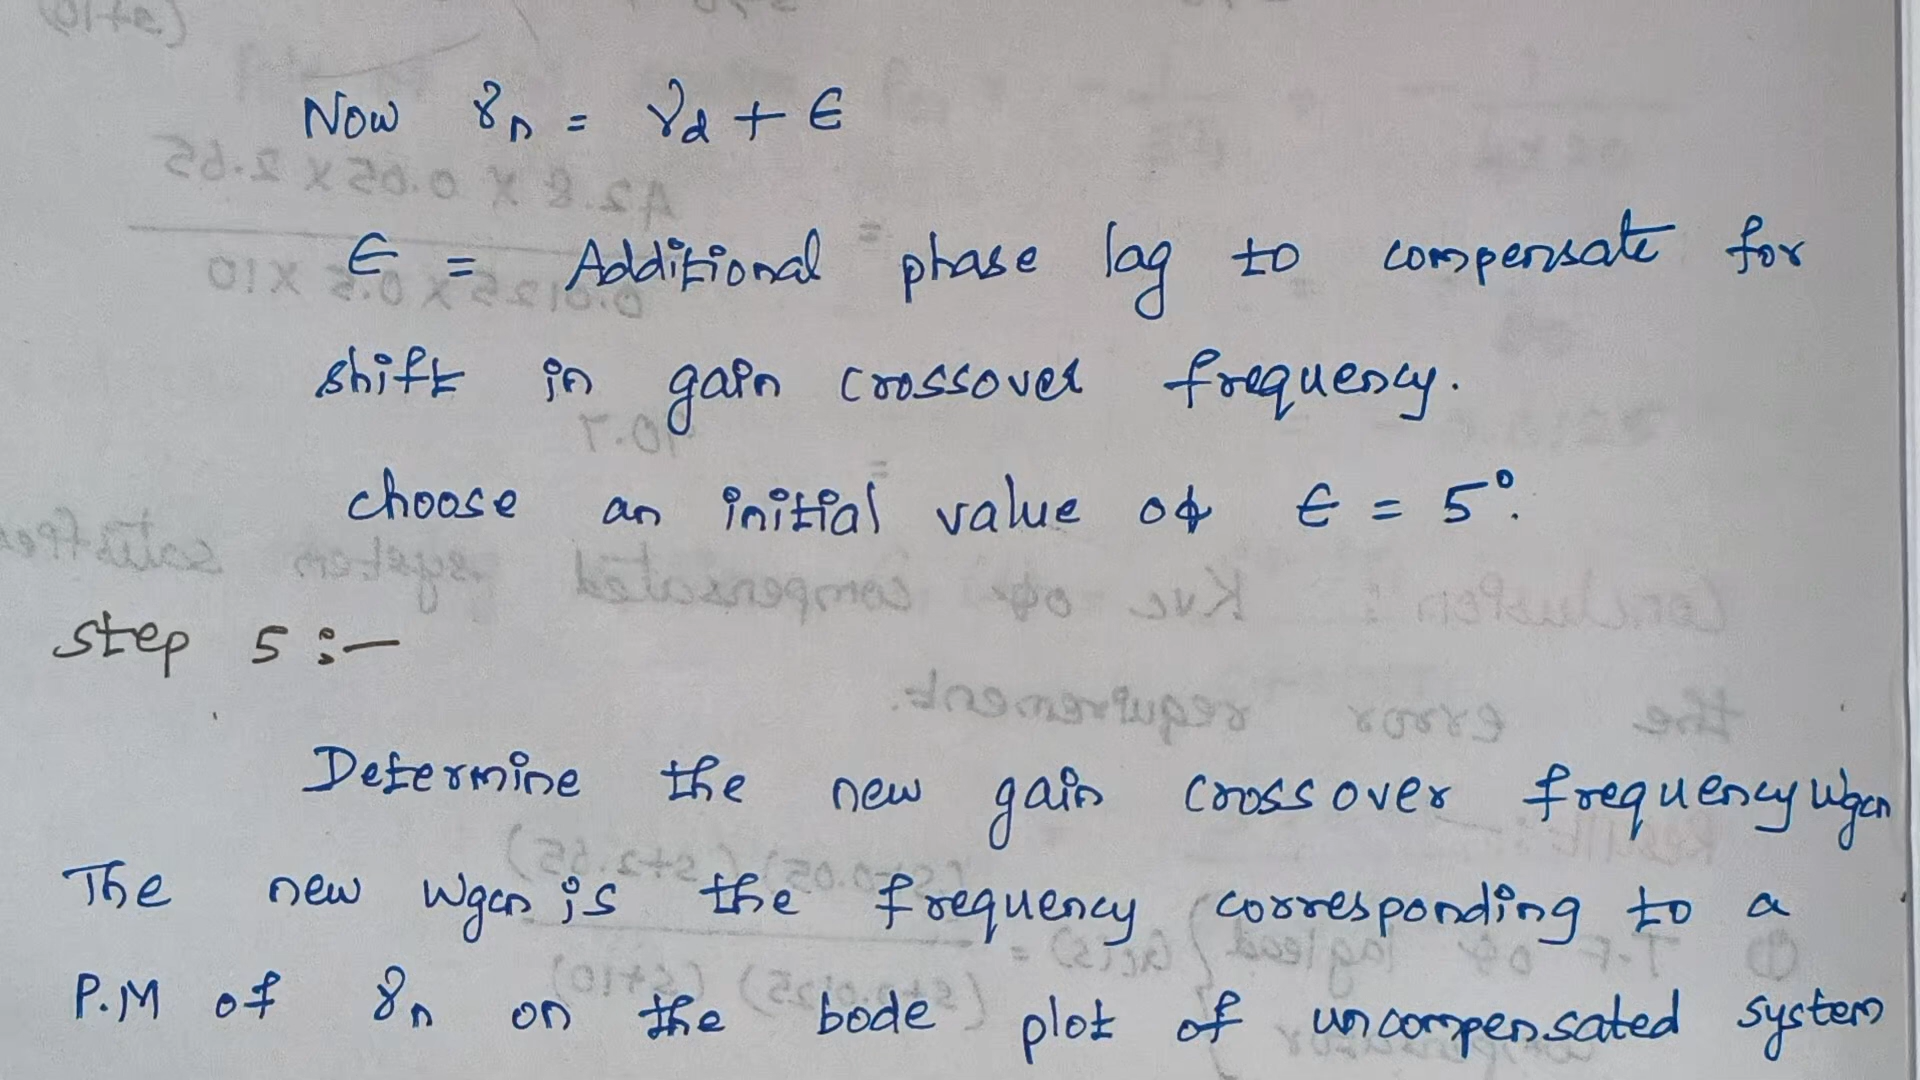 Now γn = γd + ϵ
ϵ = Additional phase lag to compensate for
shift in gain crossover frequency.
choose an initial value of ϵ = 5°.
step 5 :-
Determine the new gain crossover frequency Wgcn
The new Wgcn is the frequency corresponding to a
P.M of γn on the bode plot of uncompensated system